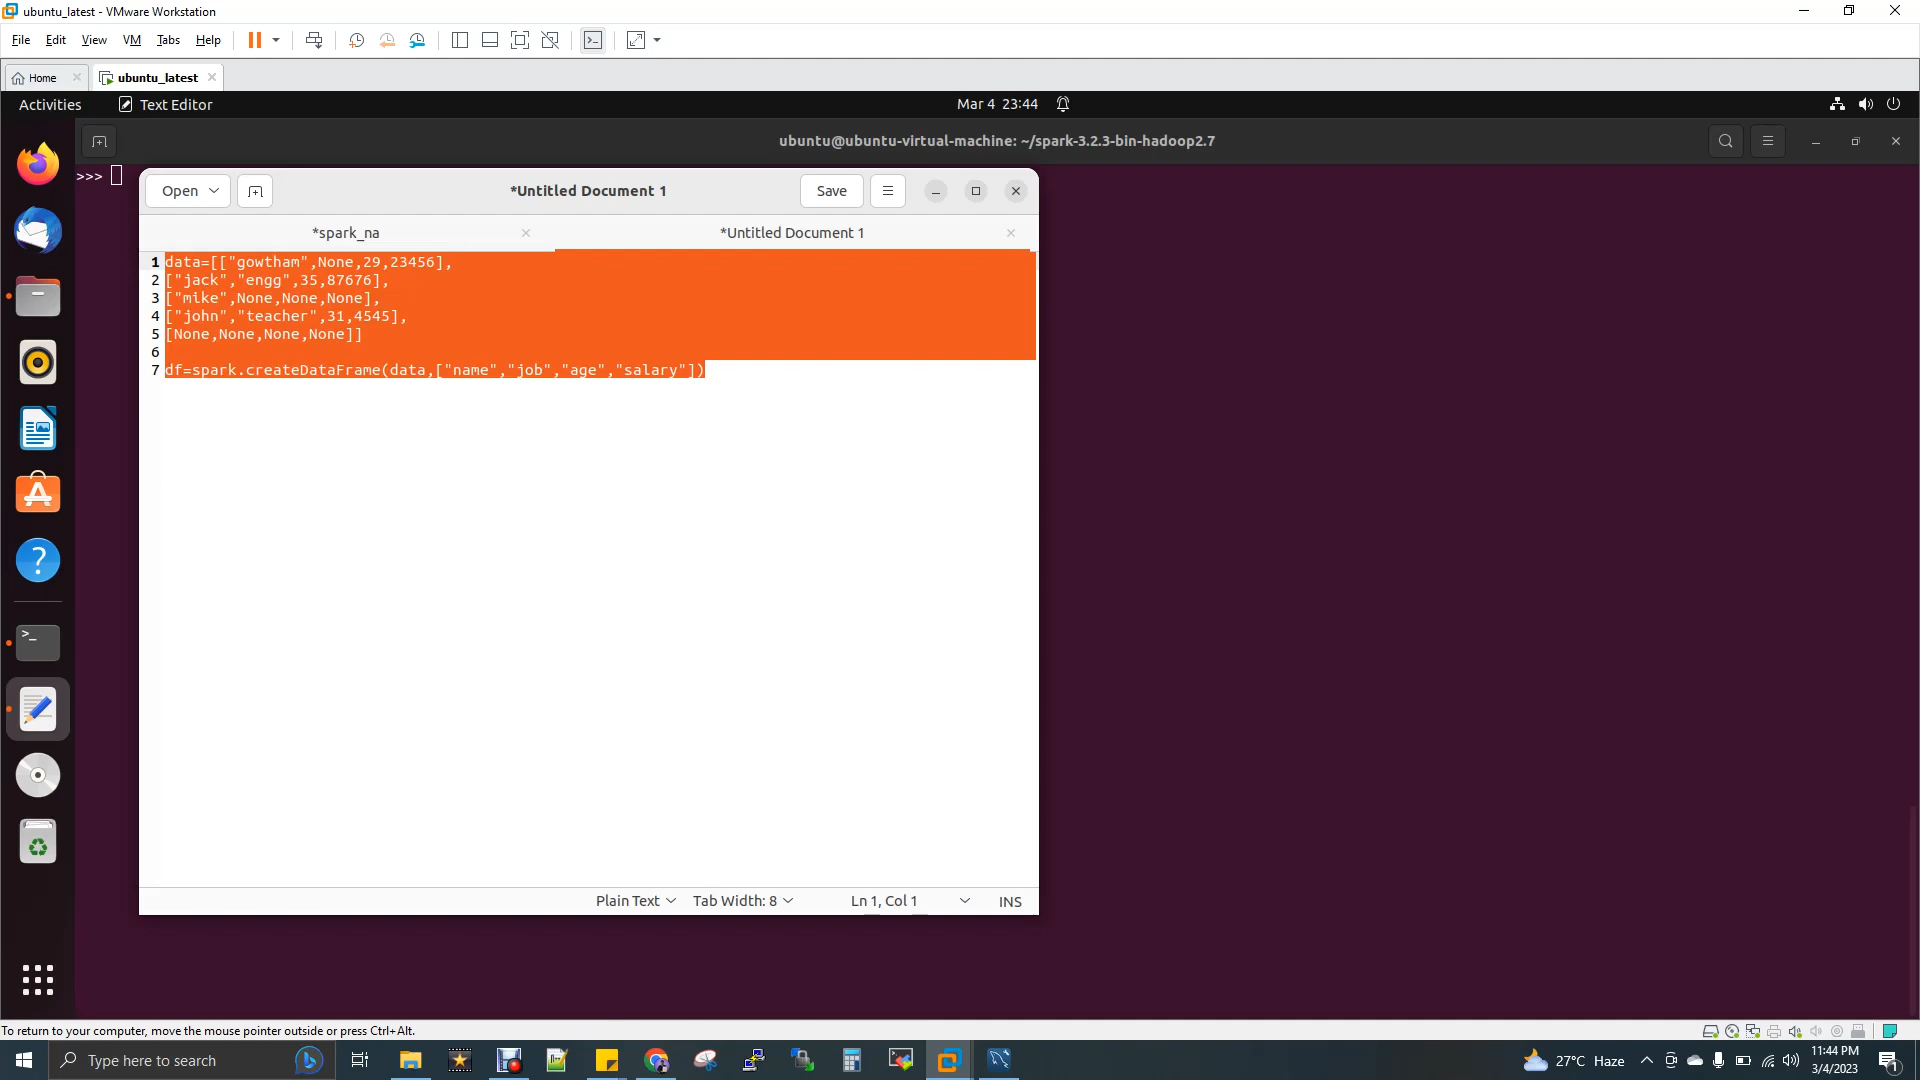 ubuntu_latest - VMware Workstation
File Edit View VM Tabs Help
Home ubuntu_latest
Activities Text Editor Mar 4 23:44
ubuntu@ubuntu-virtual-machine: ~/spark-3.2.3-bin-hadoop2.7
>>>
Open *Untitled Document 1 Save
*spark_na *Untitled Document 1
1 data=[["gowtham",None,29,23456],
2 ["jack","engg",35,87676],
3 ["mike",None,None,None],
4 ["john","teacher",31,4545],
5 [None,None,None,None]]
6
7 df=spark.createDataFrame(data,["name","job","age","salary"])
Plain Text Tab Width: 8 Ln 1, Col 1 INS
To return to your computer, move the mouse pointer outside or press Ctrl+Alt.
Type here to search 27°C Haze 11:44 PM
3/4/2023 1